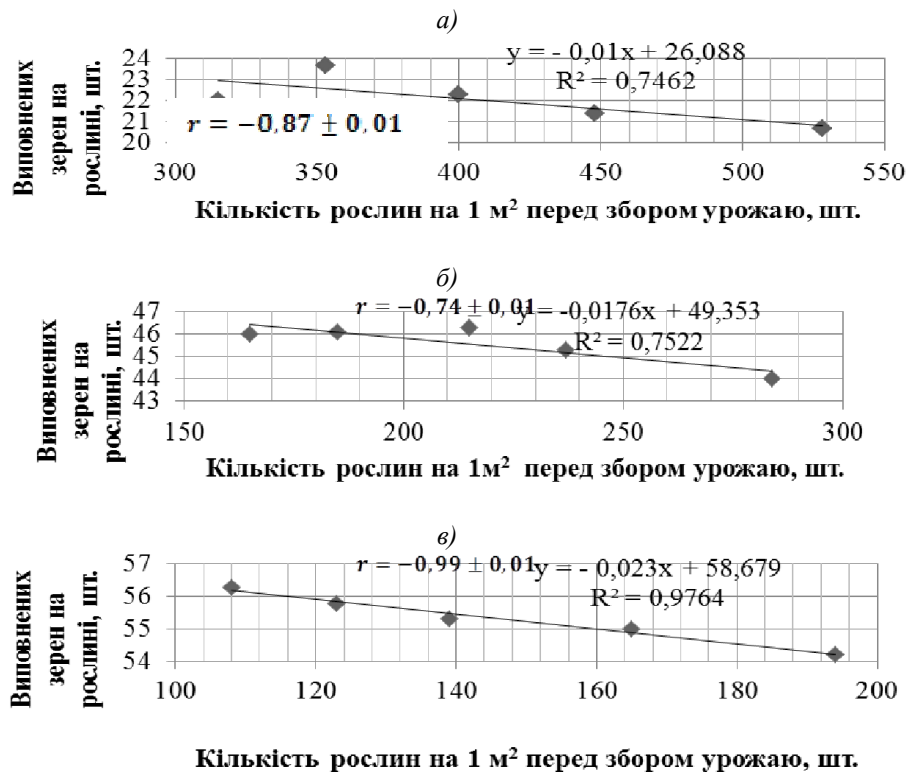 а)
Виповнених
зерен на
рослині, шт.
24
23
22
21
20
y = - 0,01x + 26,088
R² = 0,7462
r = −0,87 ± 0,01
300 350 400 450 500 550
Кількість рослин на 1 м² перед збором урожаю, шт.
б)
Виповнених
зерен на
рослині, шт.
47
46
45
44
43
r = −0,74 ± 0,01
y = -0,0176x + 49,353
R² = 0,7522
150 200 250 300
Кількість рослин на 1м² перед збором урожаю, шт.
в)
Виповнених
зерен на
рослині, шт.
57
56
55
54
r = −0,99 ± 0,01
y = - 0,023x + 58,679
R² = 0,9764
100 120 140 160 180 200
Кількість рослин на 1 м² перед збором урожаю, шт.